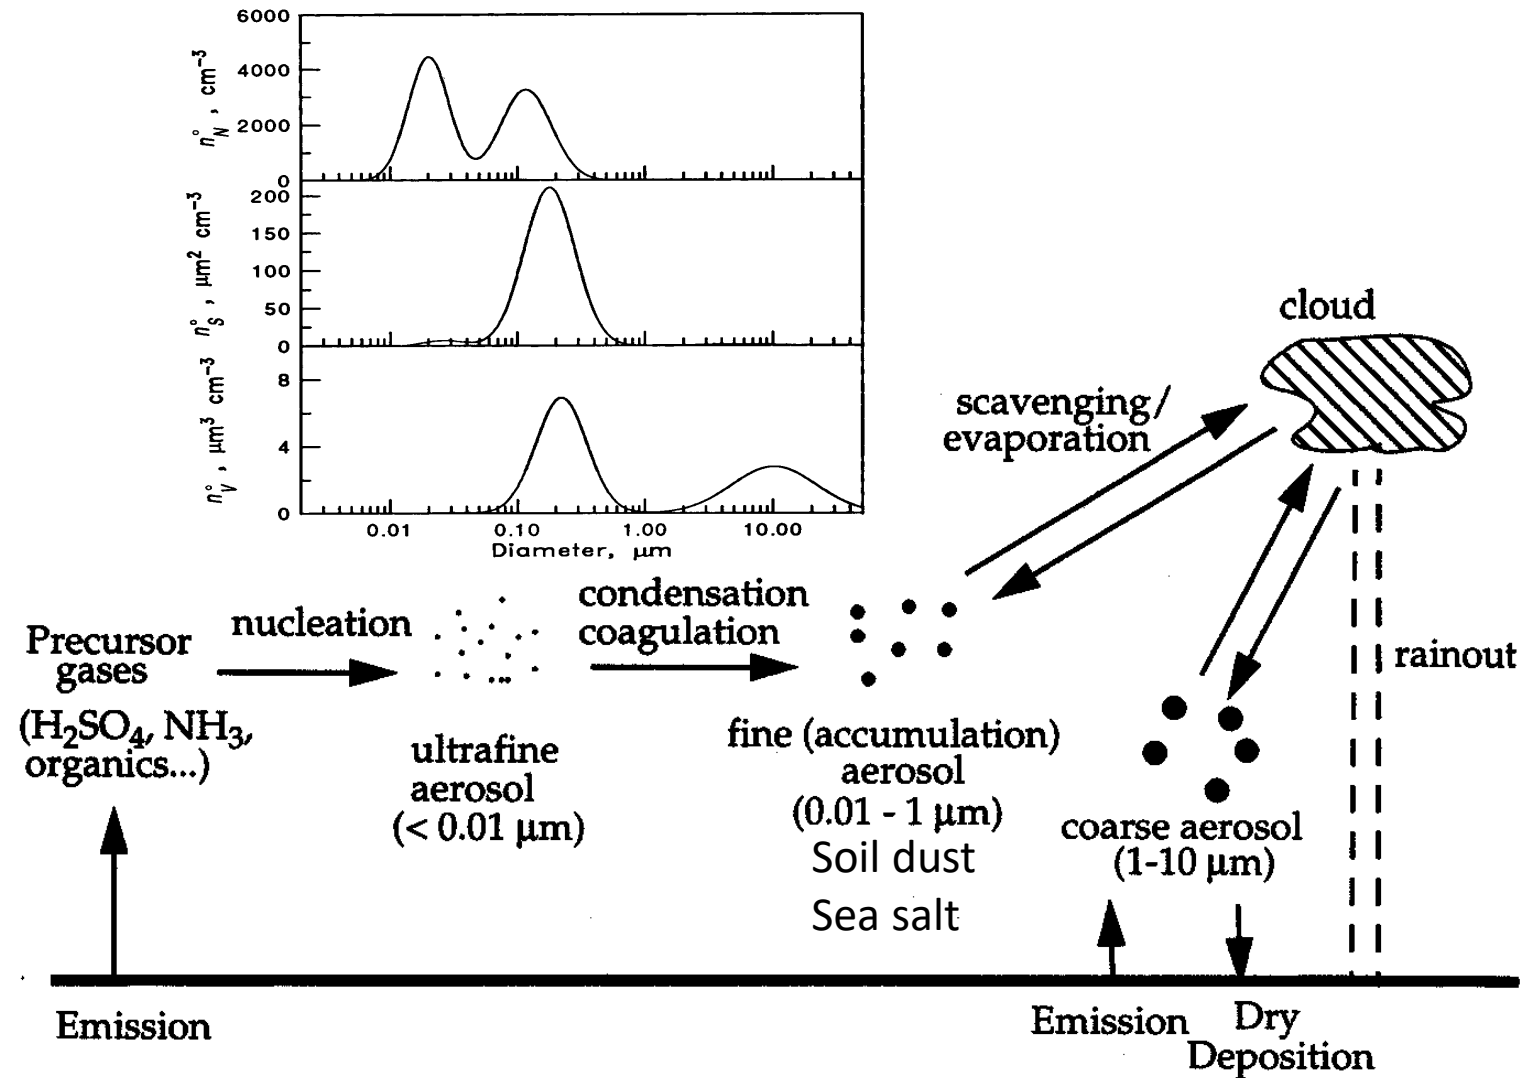 6000
4000
2000
0
n°N , cm⁻³
200
150
100
50
0
n°S , μm² cm⁻³
8
4
0
n°V , μm³ cm⁻³
0.01 0.10 1.00 10.00
Diameter, μm
cloud
scavenging/
evaporation
condensation
coagulation
nucleation
Precursor
gases
(H₂SO₄, NH₃,
organics...)
ultrafine
aerosol
(< 0.01 μm)
fine (accumulation)
aerosol
(0.01 - 1 μm)
Soil dust
Sea salt
coarse aerosol
(1-10 μm)
rainout
Emission
Emission
Dry
Deposition